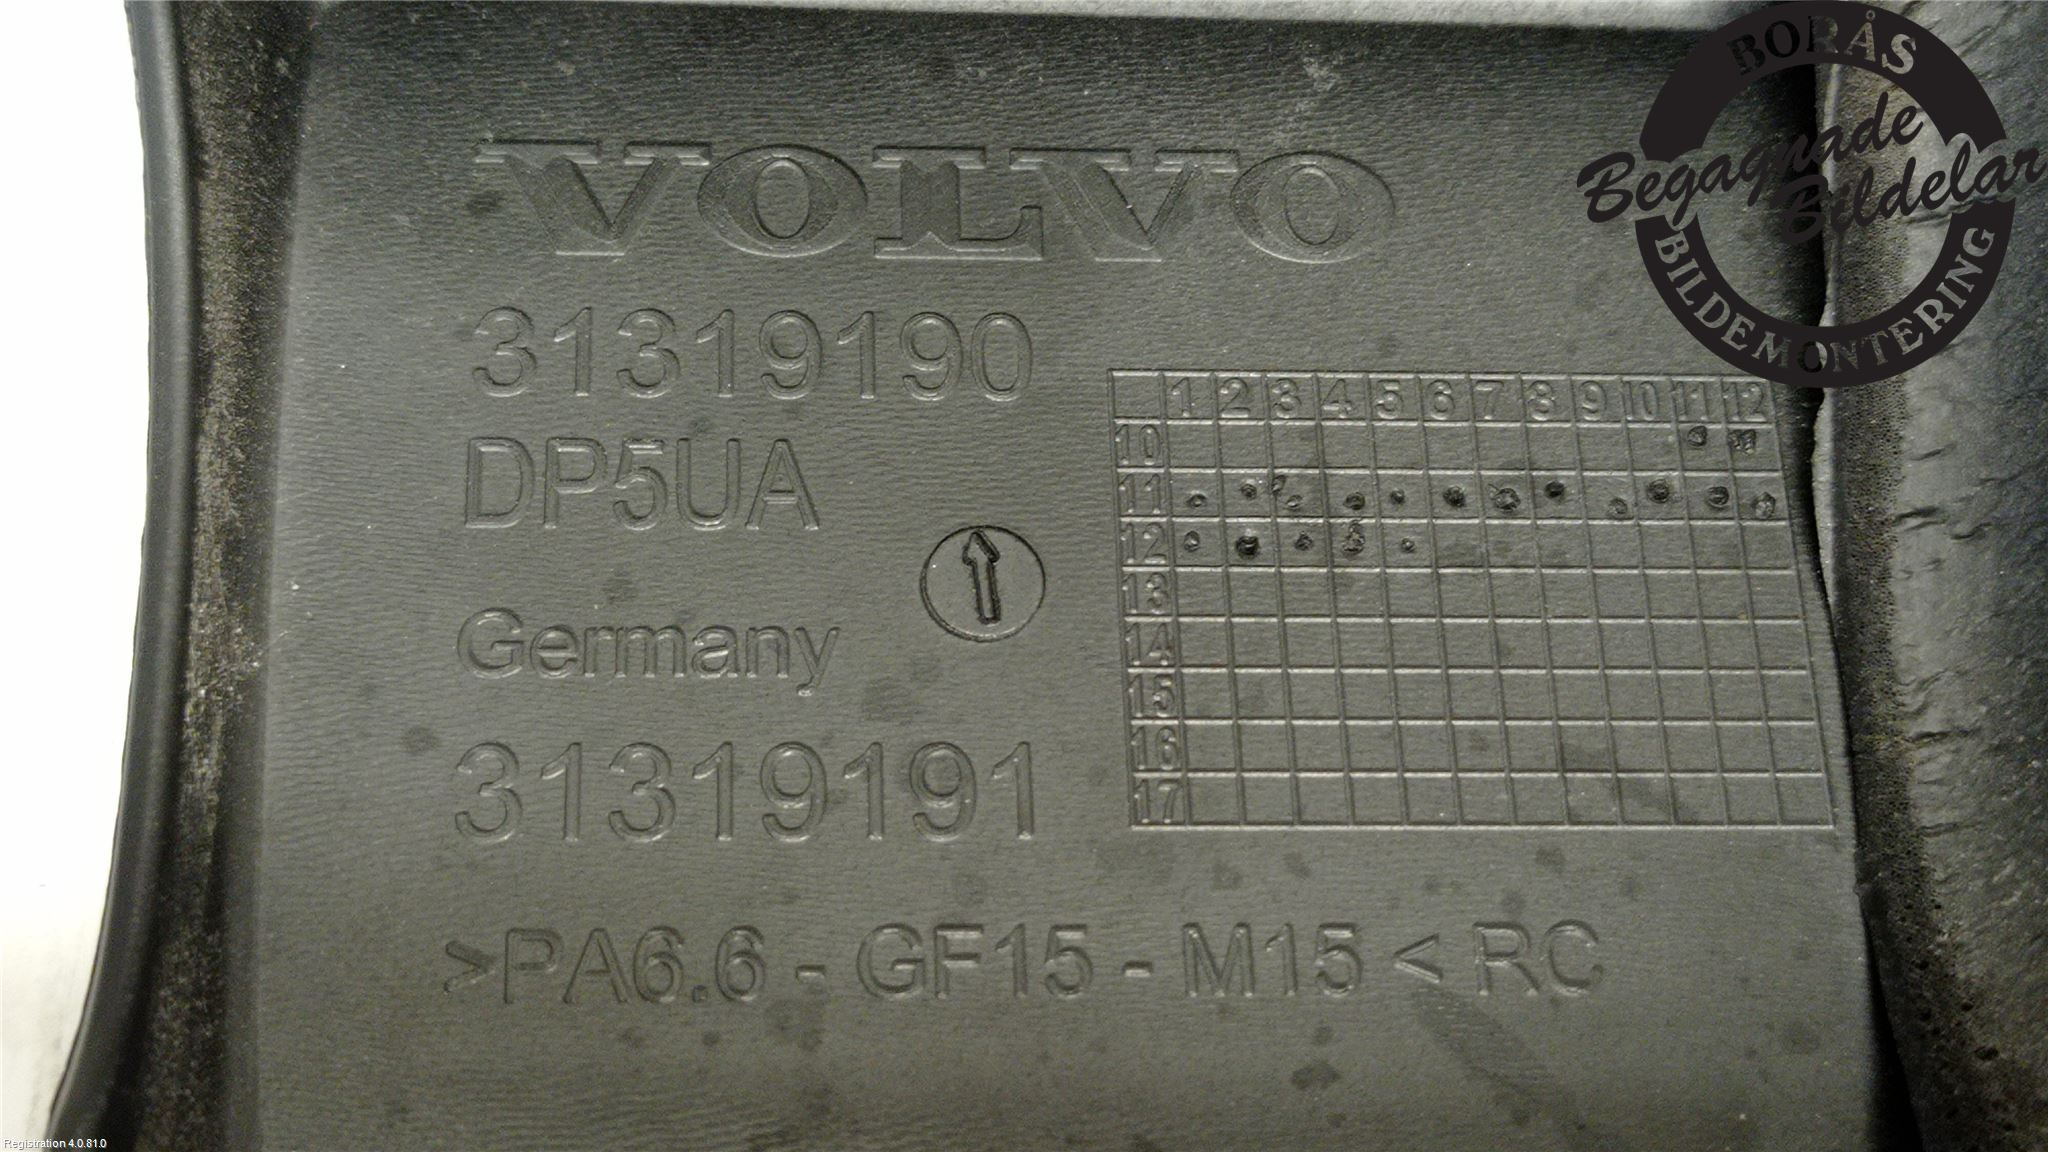 VOLVO
31319190
DP5UA
Germany
31319191
>PA6.6 - GF15 - M15 < RC
1 2 3 4 5 6 7 8 9 10 11 12
10
11
12
13
14
15
16
17
BORÅS
Begagnade
Bildelar
BILDEMONTERING
Registration 4.0.81.0